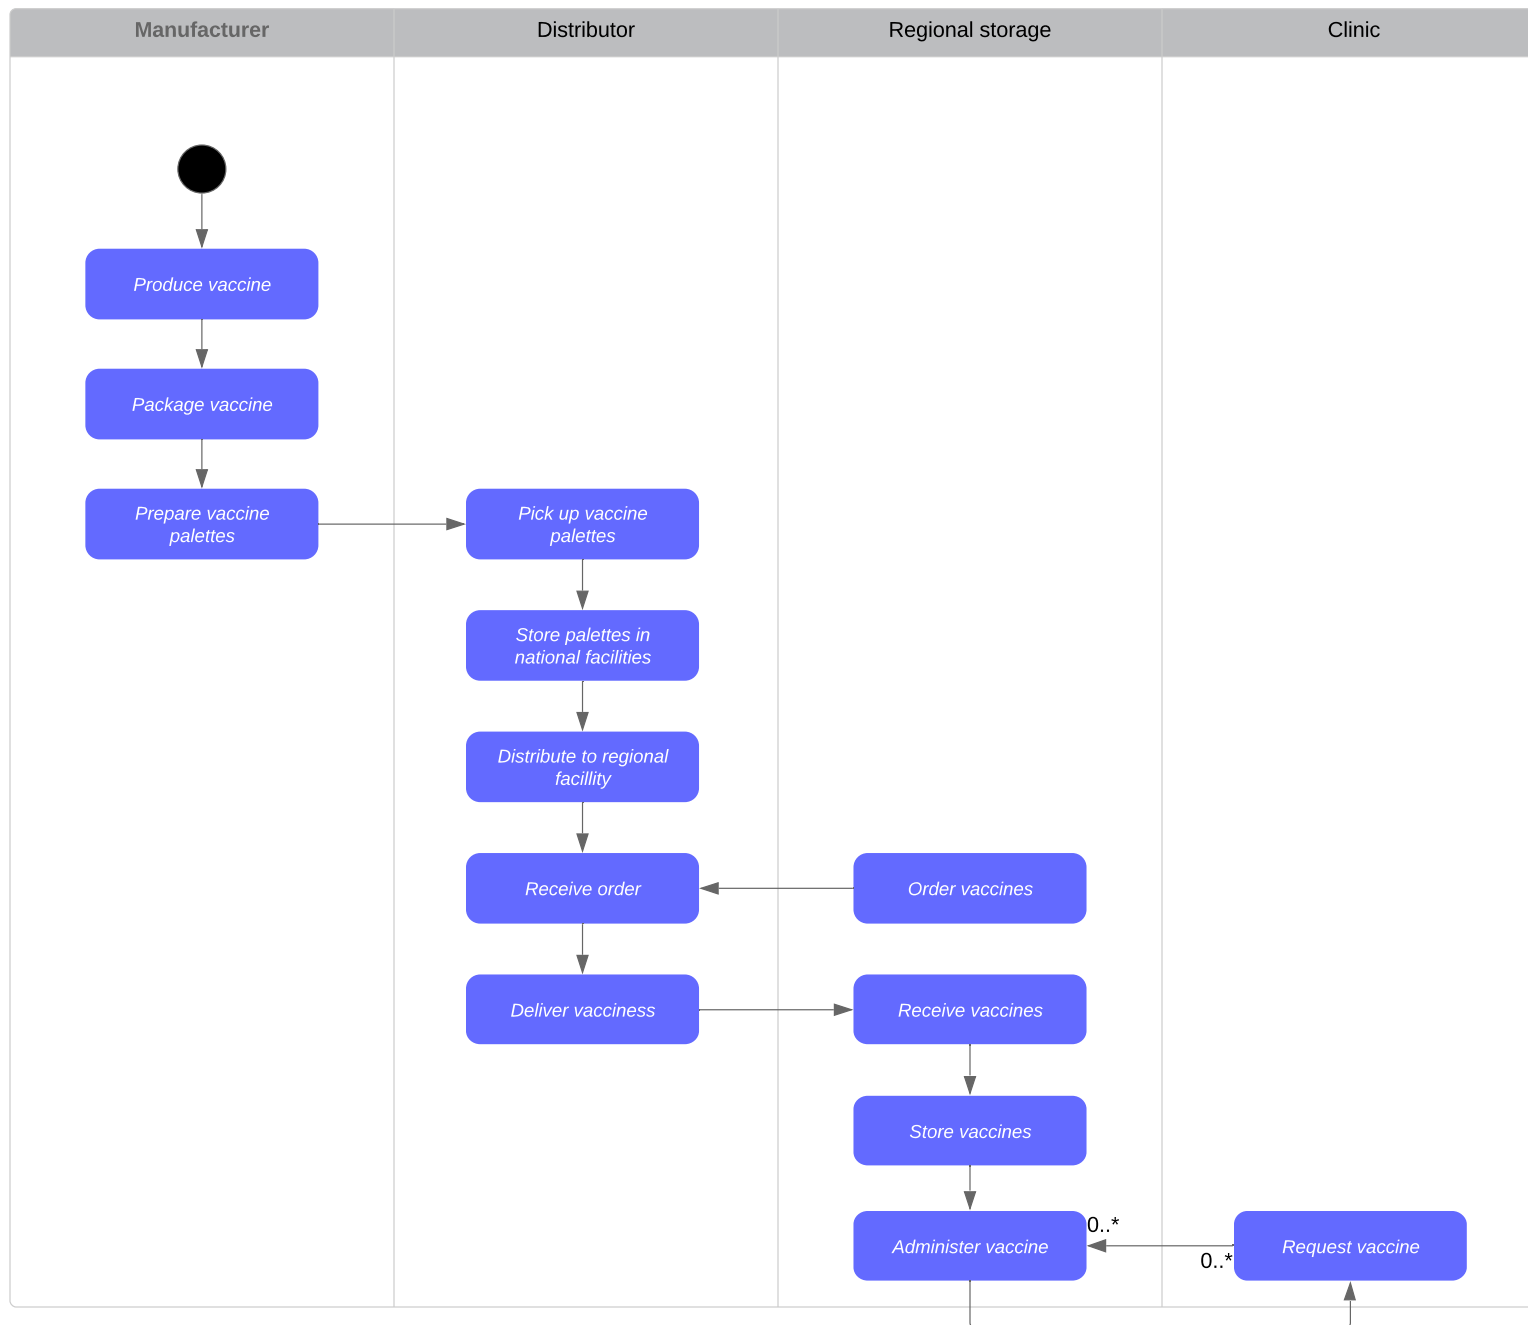 Manufacturer
Distributor
Regional storage
Clinic
Produce vaccine
Package vaccine
Prepare vaccine
palettes
Pick up vaccine
palettes
Store palettes in
national facilities
Distribute to regional
facillity
Receive order
Order vaccines
Deliver vacciness
Receive vaccines
Store vaccines
Administer vaccine
0..*
0..*
Request vaccine